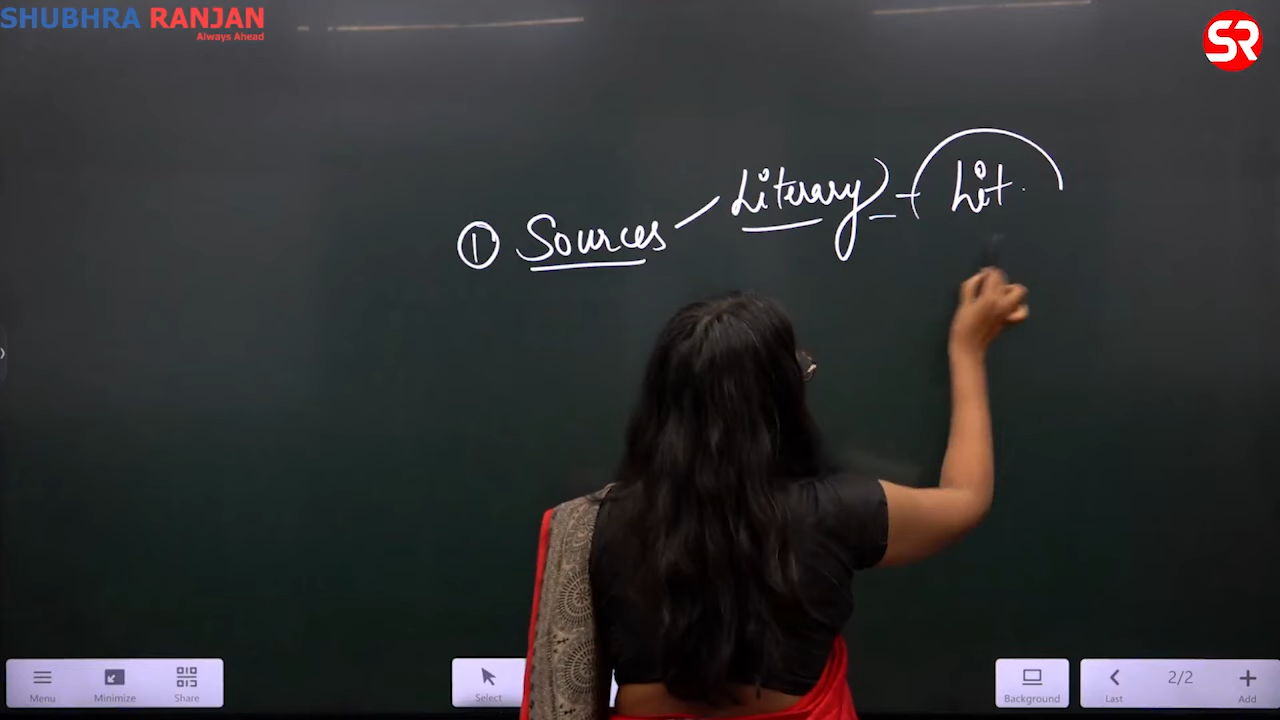 SHUBHRA RANJAN
Always Ahead
SR
① Sources - Literary - Lit.
Menu
Minimize
Share
Select
Background
Last
2/2
Add